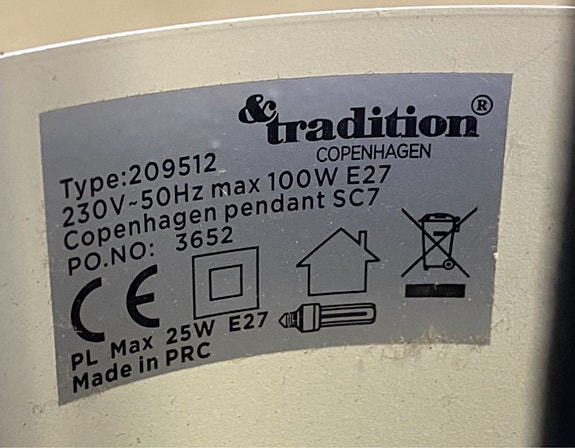 &tradition®
COPENHAGEN
Type:209512
230V~50Hz max 100W E27
Copenhagen pendant SC7
PO.NO: 3652
CE
PL Max 25W E27
Made in PRC